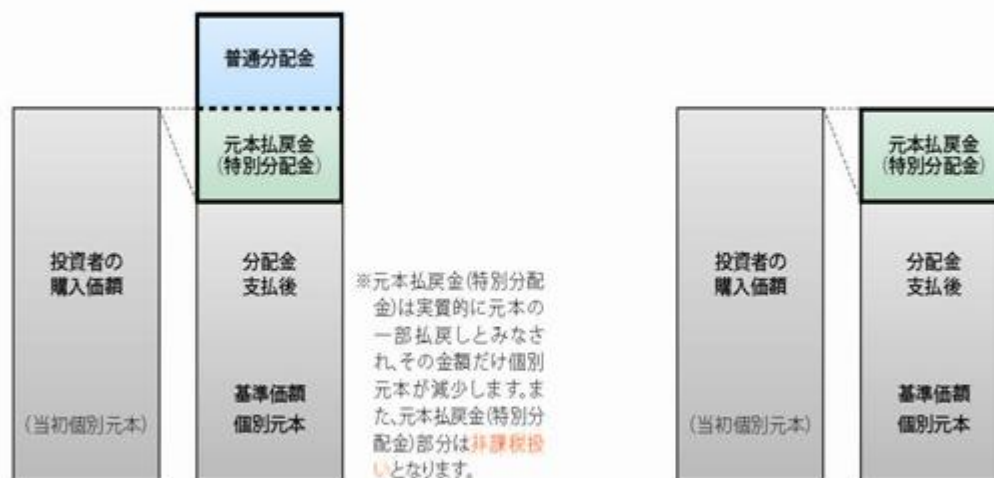 普通分配金
元本払戻金
(特別分配金)
投資者の
購入価額
(当初個別元本)
分配金
支払後
基準価額
個別元本
※元本払戻金(特別分配
金)は実質的に元本の
一部払戻しとみなさ
れ、その金額だけ個別
元本が減少します。ま
た、元本払戻金(特別分
配金)部分は非課税扱
いとなります。
元本払戻金
(特別分配金)
投資者の
購入価額
(当初個別元本)
分配金
支払後
基準価額
個別元本